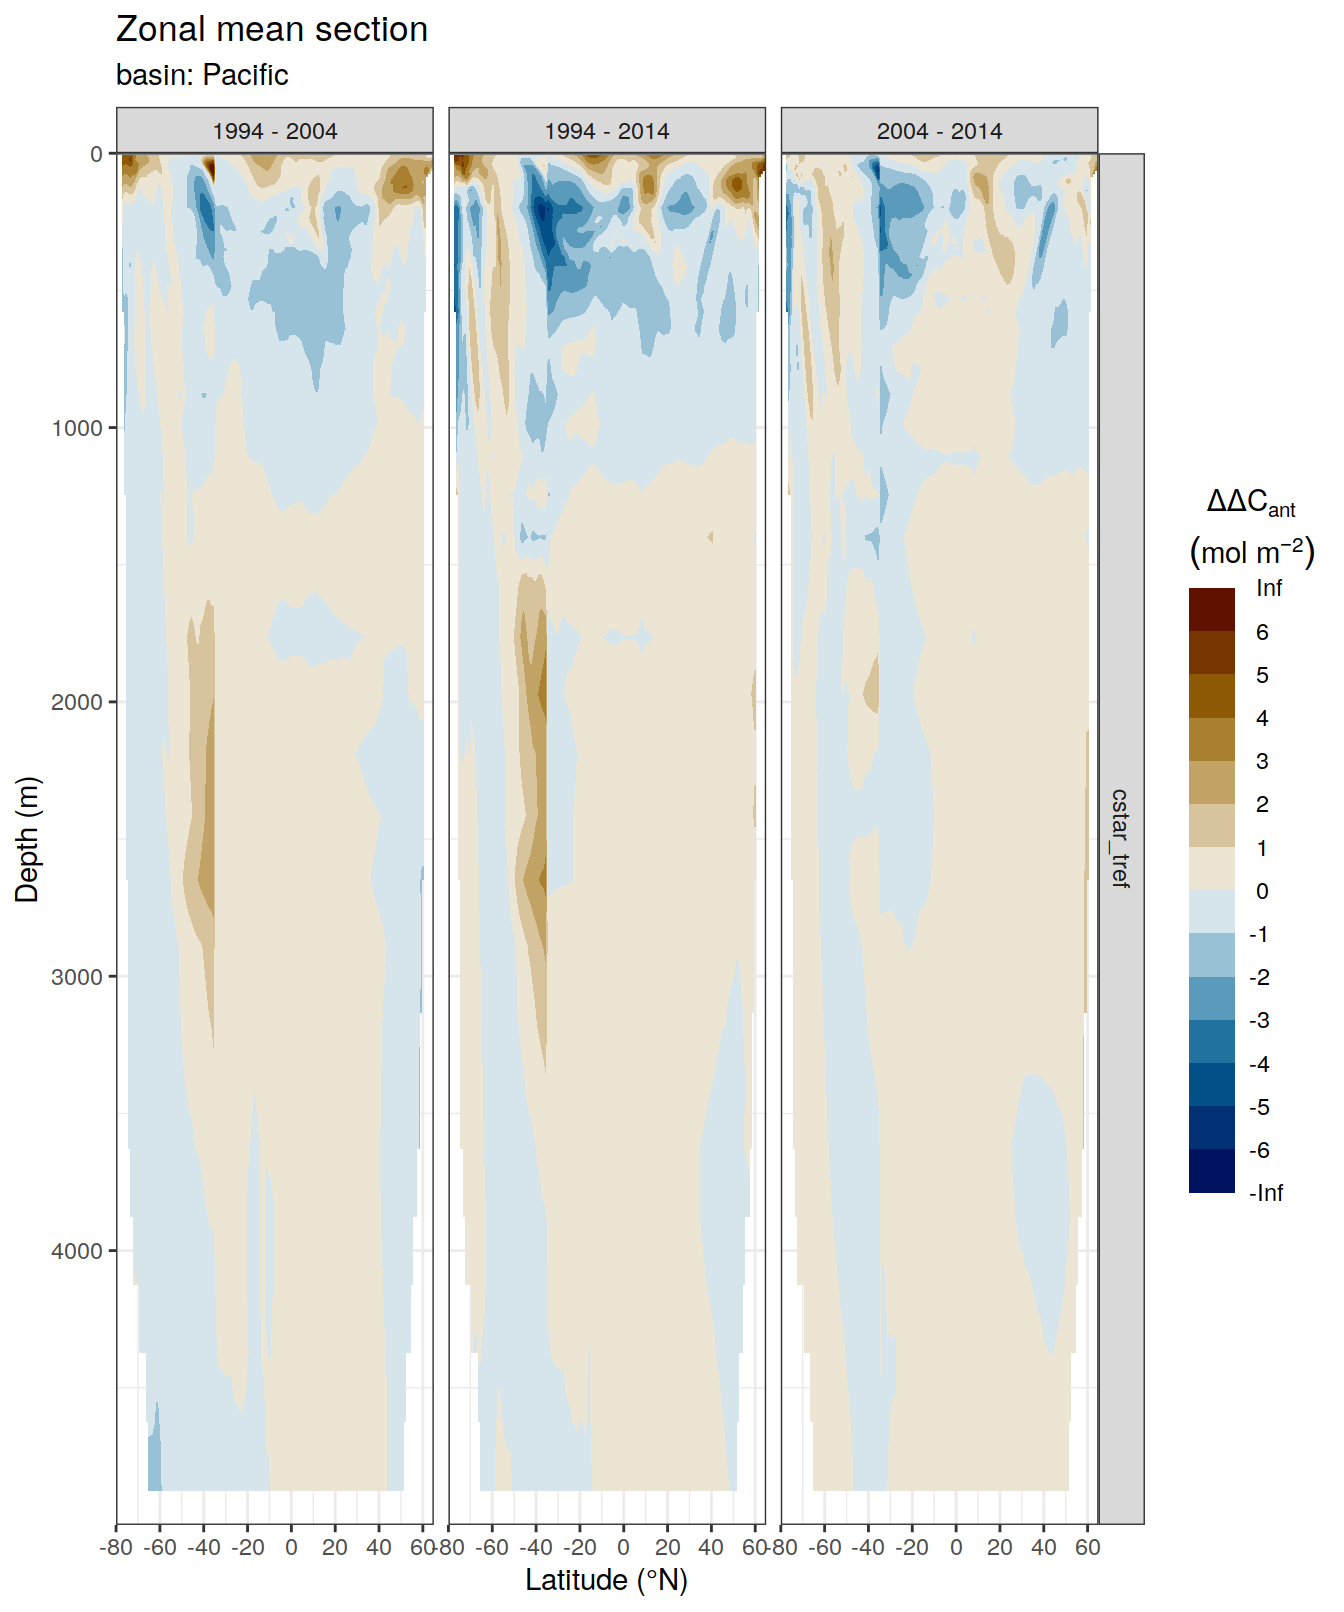 Zonal mean section
basin: Pacific
1994 - 2004
1994 - 2014
2004 - 2014
0
1000
2000
3000
4000
Depth (m)
cstar_tref
-80 -60 -40 -20 0 20 40 60
-80 -60 -40 -20 0 20 40 60
-80 -60 -40 -20 0 20 40 60
Latitude (°N)
ΔΔCant
(mol m−2)
Inf
6
5
4
3
2
1
0
-1
-2
-3
-4
-5
-6
-Inf